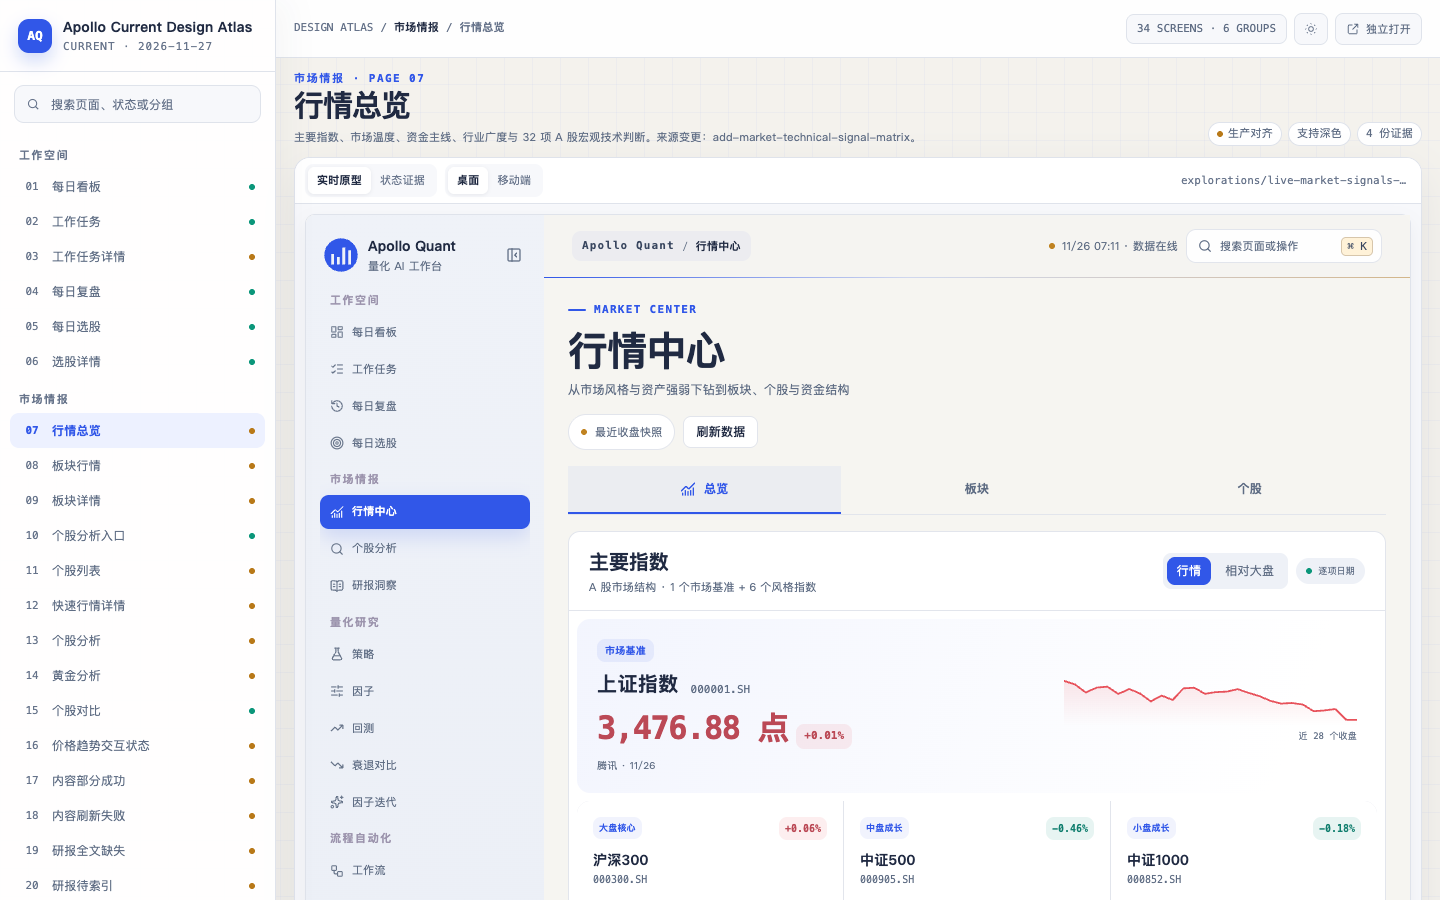 AQ
Apollo Current Design Atlas
CURRENT · 2026-11-27
搜索页面、状态或分组
工作空间
01 每日看板
02 工作任务
03 工作任务详情
04 每日复盘
05 每日选股
06 选股详情
市场情报
07 行情总览
08 板块行情
09 板块详情
10 个股分析入口
11 个股列表
12 快速行情详情
13 个股分析
14 黄金分析
15 个股对比
16 价格趋势交互状态
17 内容部分成功
18 内容刷新失败
19 研报全文缺失
20 研报待索引
DESIGN ATLAS / 市场情报 / 行情总览
34 SCREENS · 6 GROUPS
独立打开
市场情报 · PAGE 07
行情总览
主要指数、市场温度、资金主线、行业广度与 32 项 A 股宏观技术判断。来源变更：add-market-technical-signal-matrix。
生产对齐
支持深色
4 份证据
实时原型 状态证据
桌面 移动端
explorations/live-market-signals-…
Apollo Quant
量化 AI 工作台
工作空间
每日看板
工作任务
每日复盘
每日选股
市场情报
行情中心
个股分析
研报洞察
量化研究
策略
因子
回测
衰退对比
因子迭代
流程自动化
工作流
Apollo Quant / 行情中心
11/26 07:11 · 数据在线
搜索页面或操作
⌘ K
MARKET CENTER
行情中心
从市场风格与资产强弱下钻到板块、个股与资金结构
最近收盘快照
刷新数据
总览
板块
个股
主要指数
A 股市场结构 · 1 个市场基准 + 6 个风格指数
行情 相对大盘
逐项日期
市场基准
上证指数 000001.SH
3,476.88 点 +0.01%
腾讯 · 11/26
近 28 个收盘
大盘核心 +0.06%
沪深300
000300.SH
中盘成长 -0.46%
中证500
000905.SH
小盘成长 -0.18%
中证1000
000852.SH